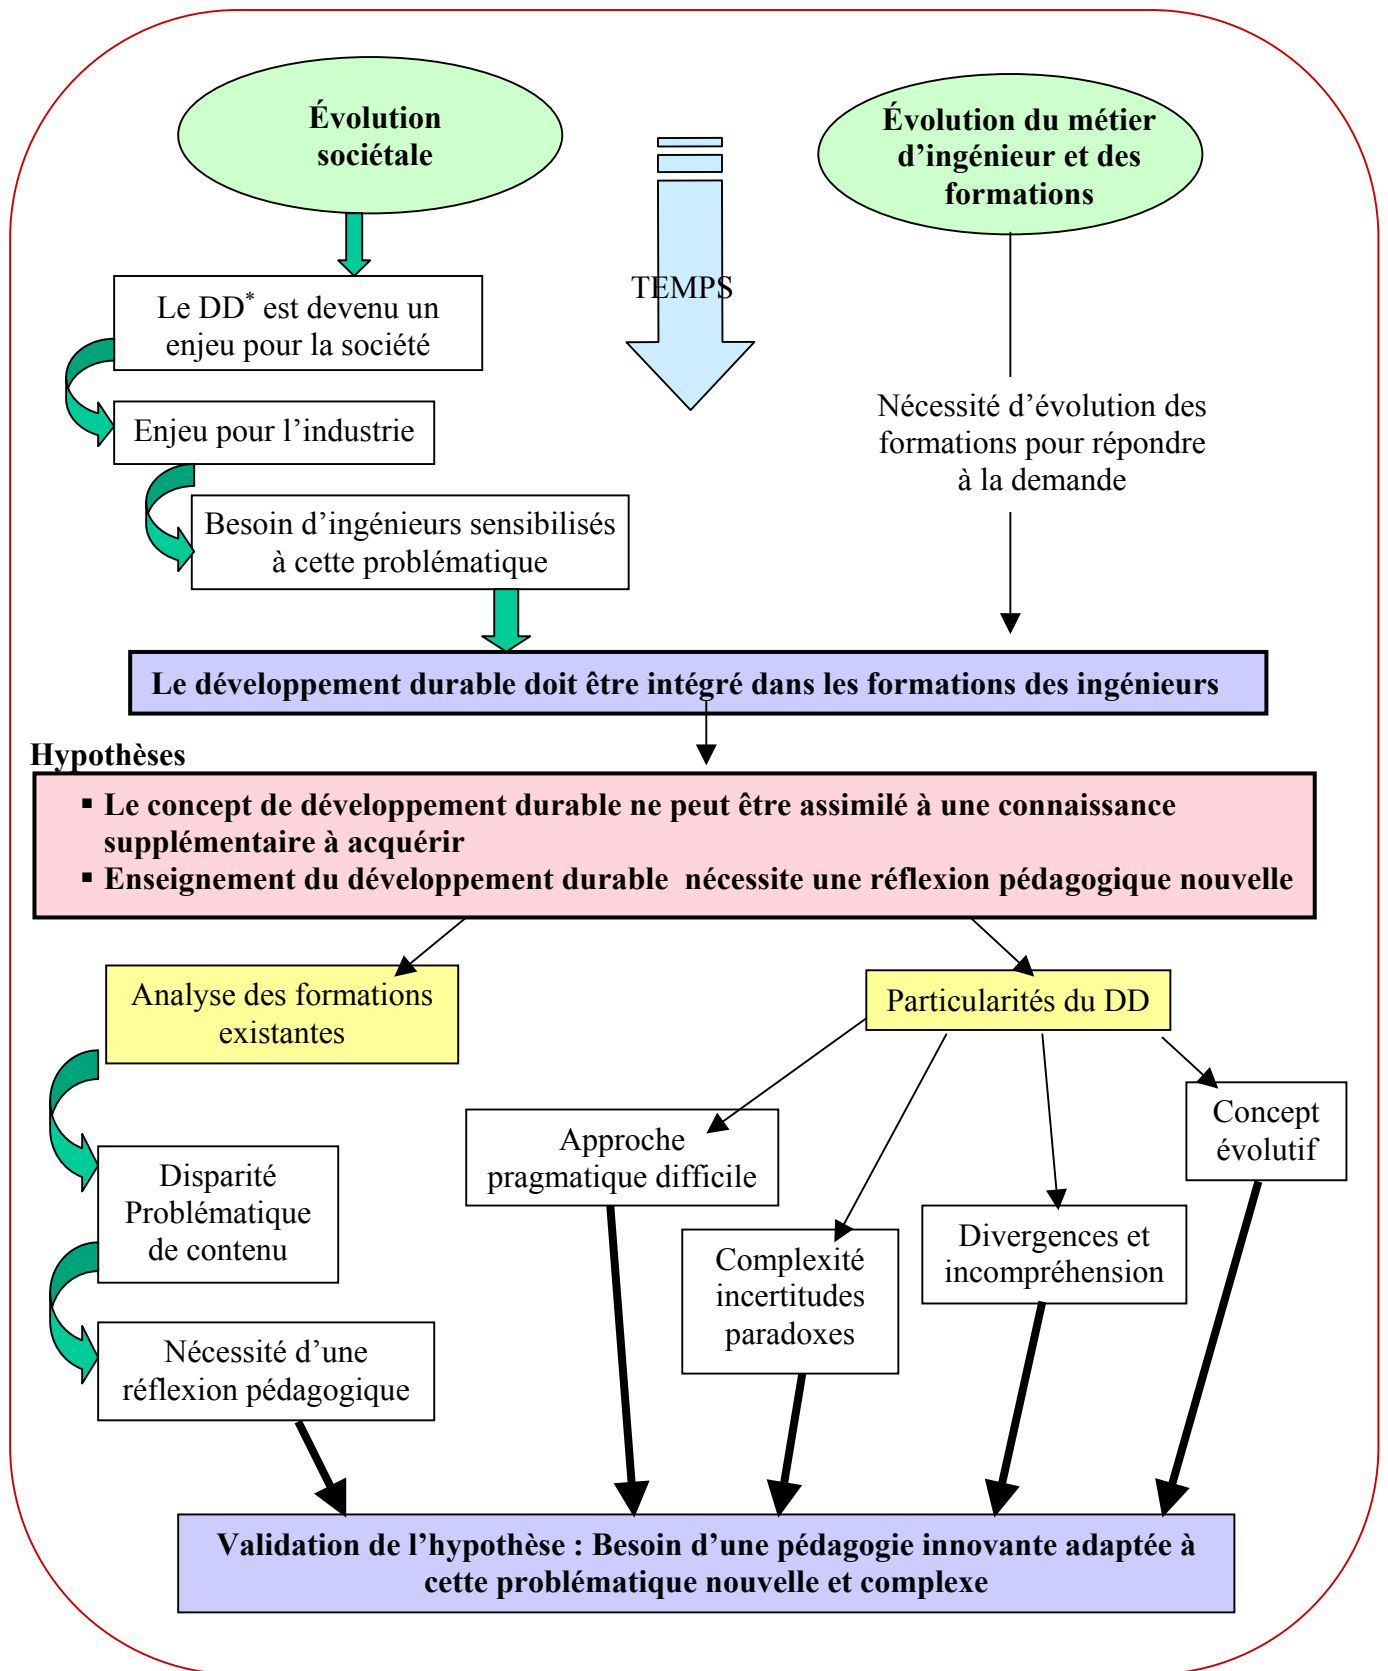 Évolution
sociétale
Évolution du métier
d’ingénieur et des
formations
TEMPS
Le DD* est devenu un
enjeu pour la société
Enjeu pour l’industrie
Besoin d’ingénieurs sensibilisés
à cette problématique
Nécessité d’évolution des
formations pour répondre
à la demande
Le développement durable doit être intégré dans les formations des ingénieurs
Hypothèses
▪ Le concept de développement durable ne peut être assimilé à une connaissance
supplémentaire à acquérir
▪ Enseignement du développement durable nécessite une réflexion pédagogique nouvelle
Analyse des formations
existantes
Disparité
Problématique
de contenu
Nécessité d’une
réflexion pédagogique
Particularités du DD
Approche
pragmatique difficile
Complexité
incertitudes
paradoxes
Divergences et
incompréhension
Concept
évolutif
Validation de l’hypothèse : Besoin d’une pédagogie innovante adaptée à
cette problématique nouvelle et complexe